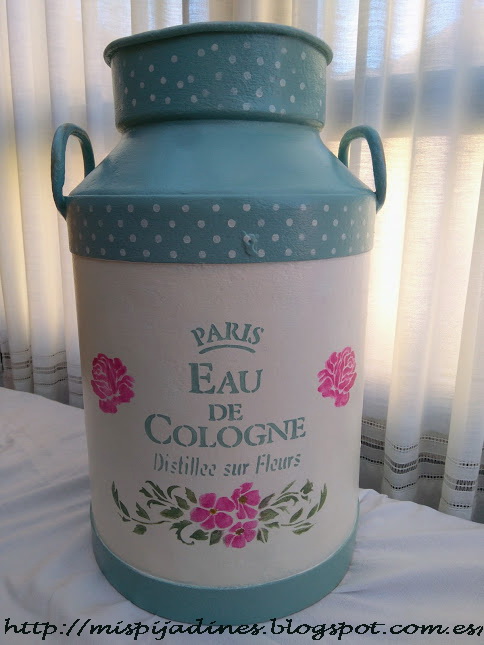 PARIS
EAU
DE
COLOGNE
Distillee sur Fleurs
http://mispijadines.blogspot.com.es/